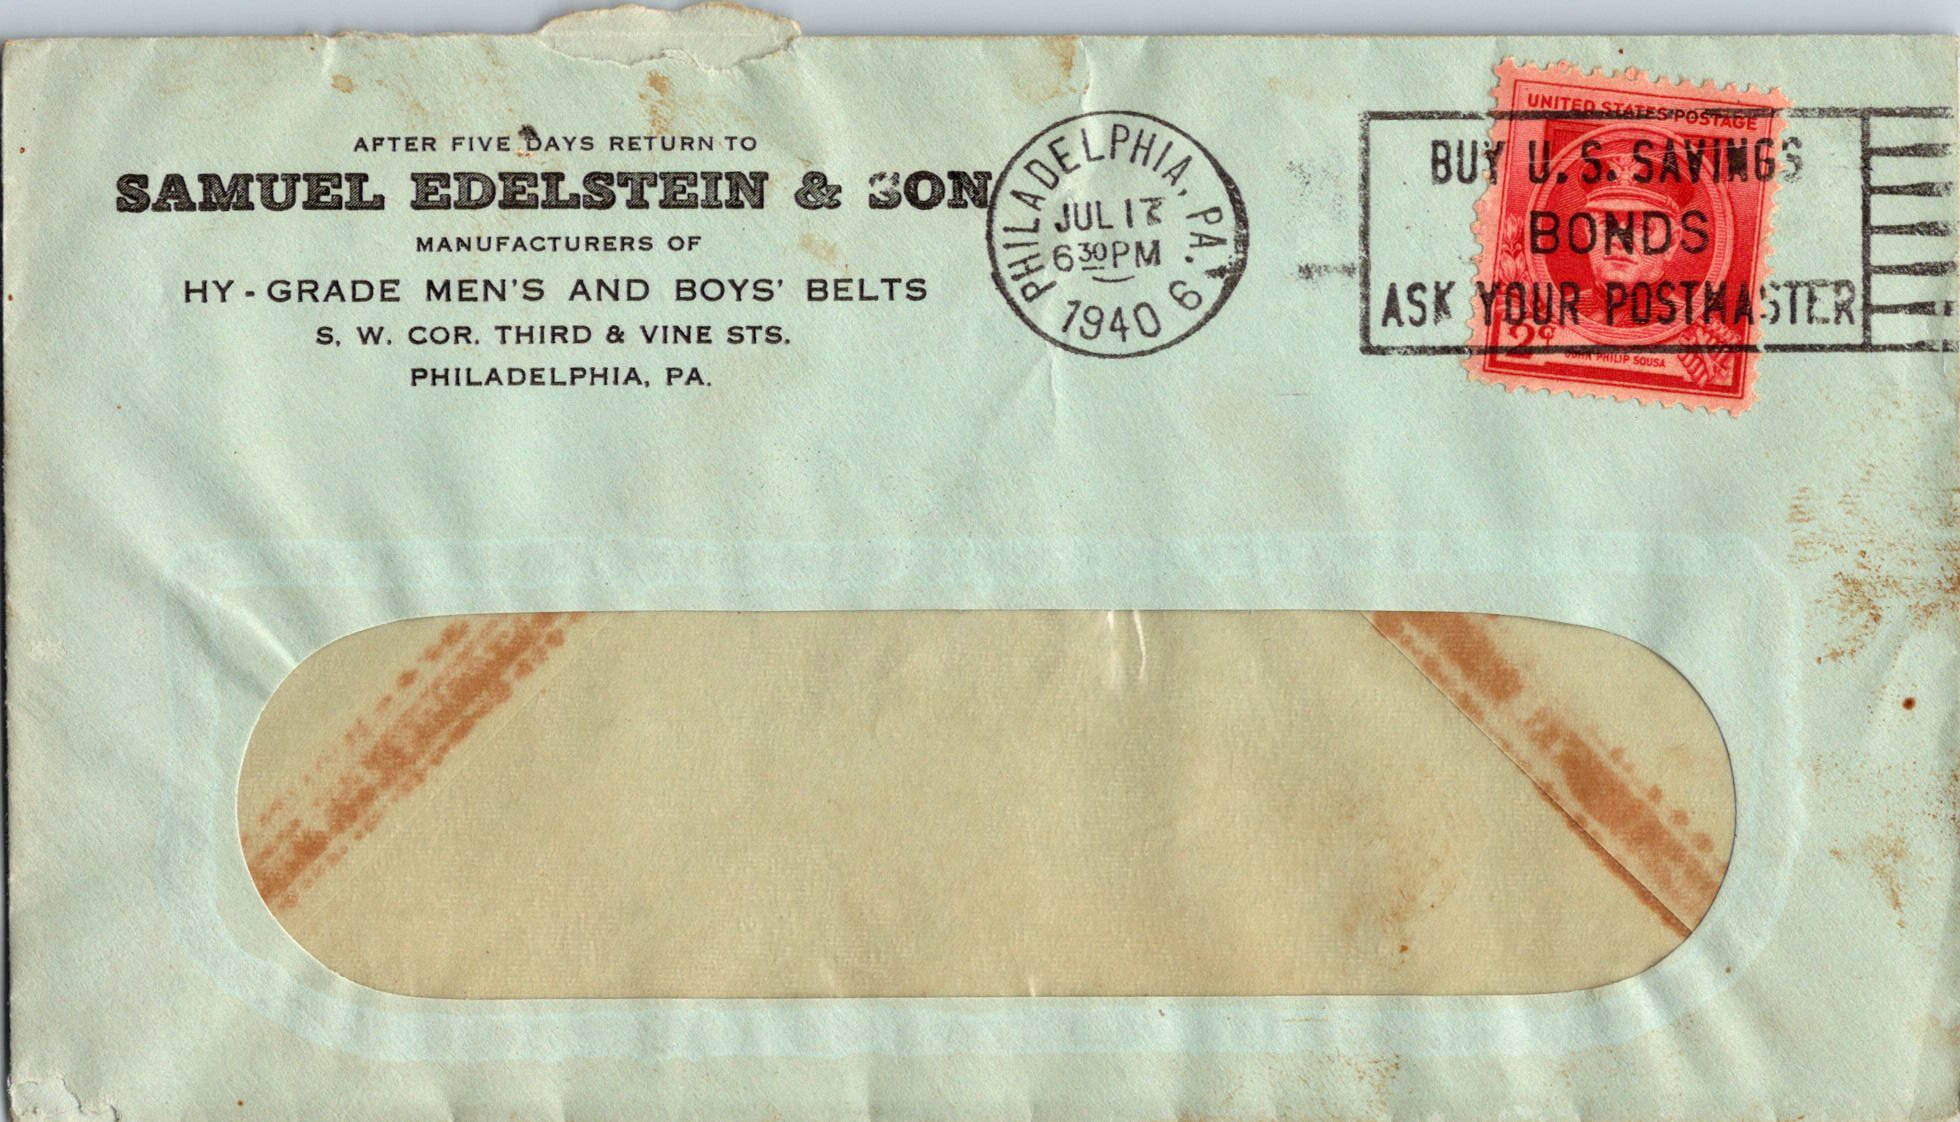 AFTER FIVE DAYS RETURN TO
SAMUEL EDELSTEIN & SON
MANUFACTURERS OF
HY-GRADE MEN'S AND BOYS' BELTS
S. W. COR. THIRD & VINE STS.
PHILADELPHIA, PA.
PHILADELPHIA, PA. 9
JUL
6 30 PM
1940
UNITED STATES POSTAGE
BUY U. S. SAVINGS
BONDS
ASK YOUR POSTMASTER
2¢
JOHN PHILIP SOUSA